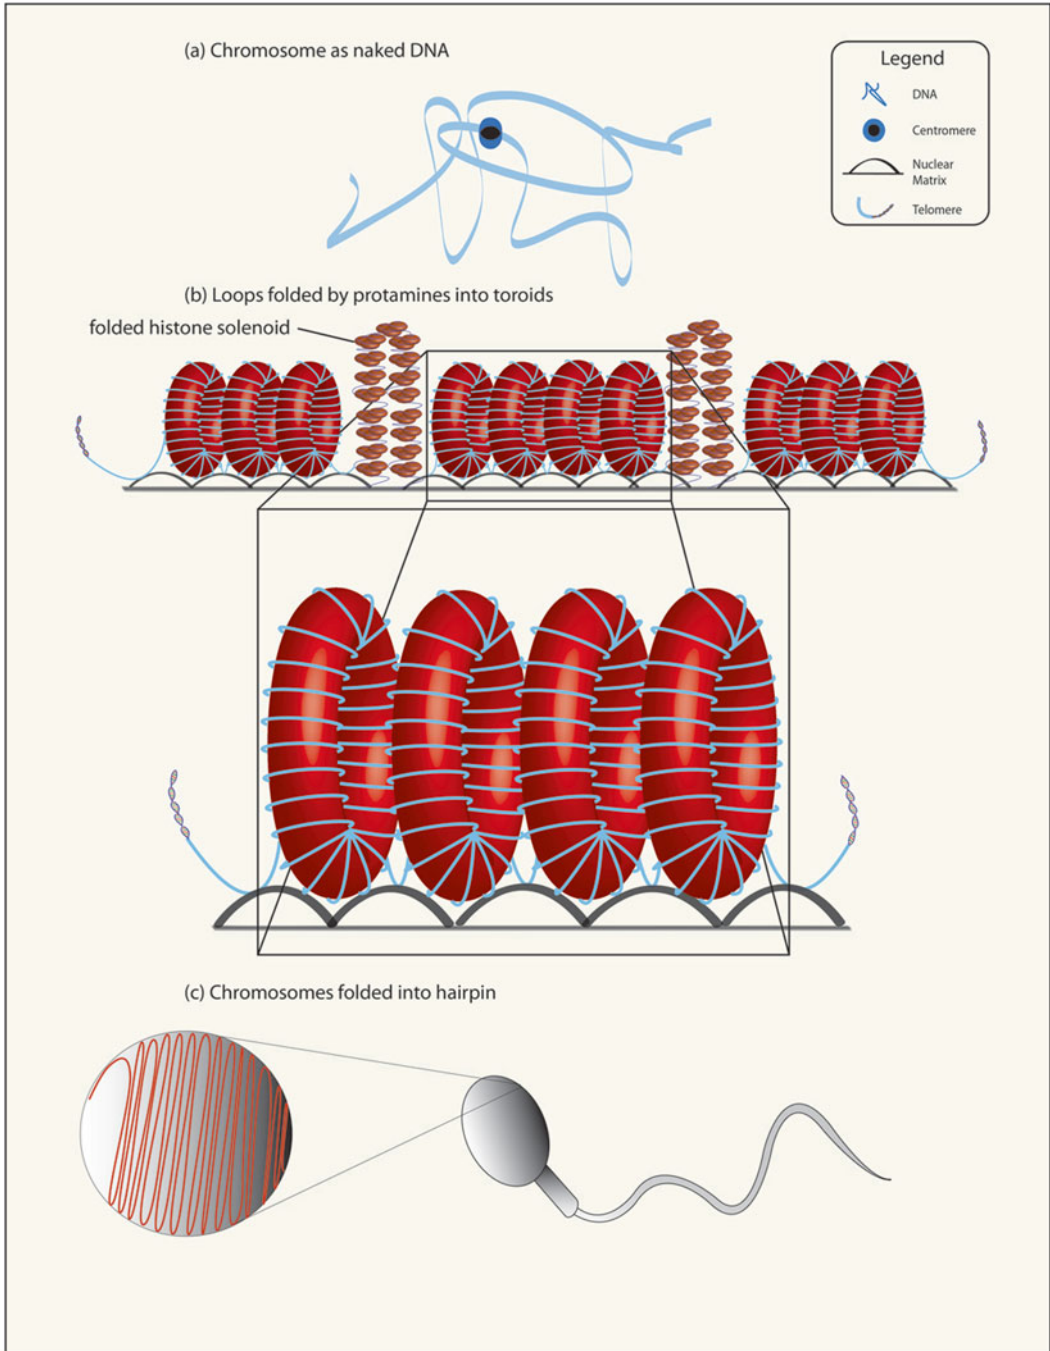 (a) Chromosome as naked DNA
Legend
DNA
Centromere
Nuclear
Matrix
Telomere
(b) Loops folded by protamines into toroids
folded histone solenoid
(c) Chromosomes folded into hairpin